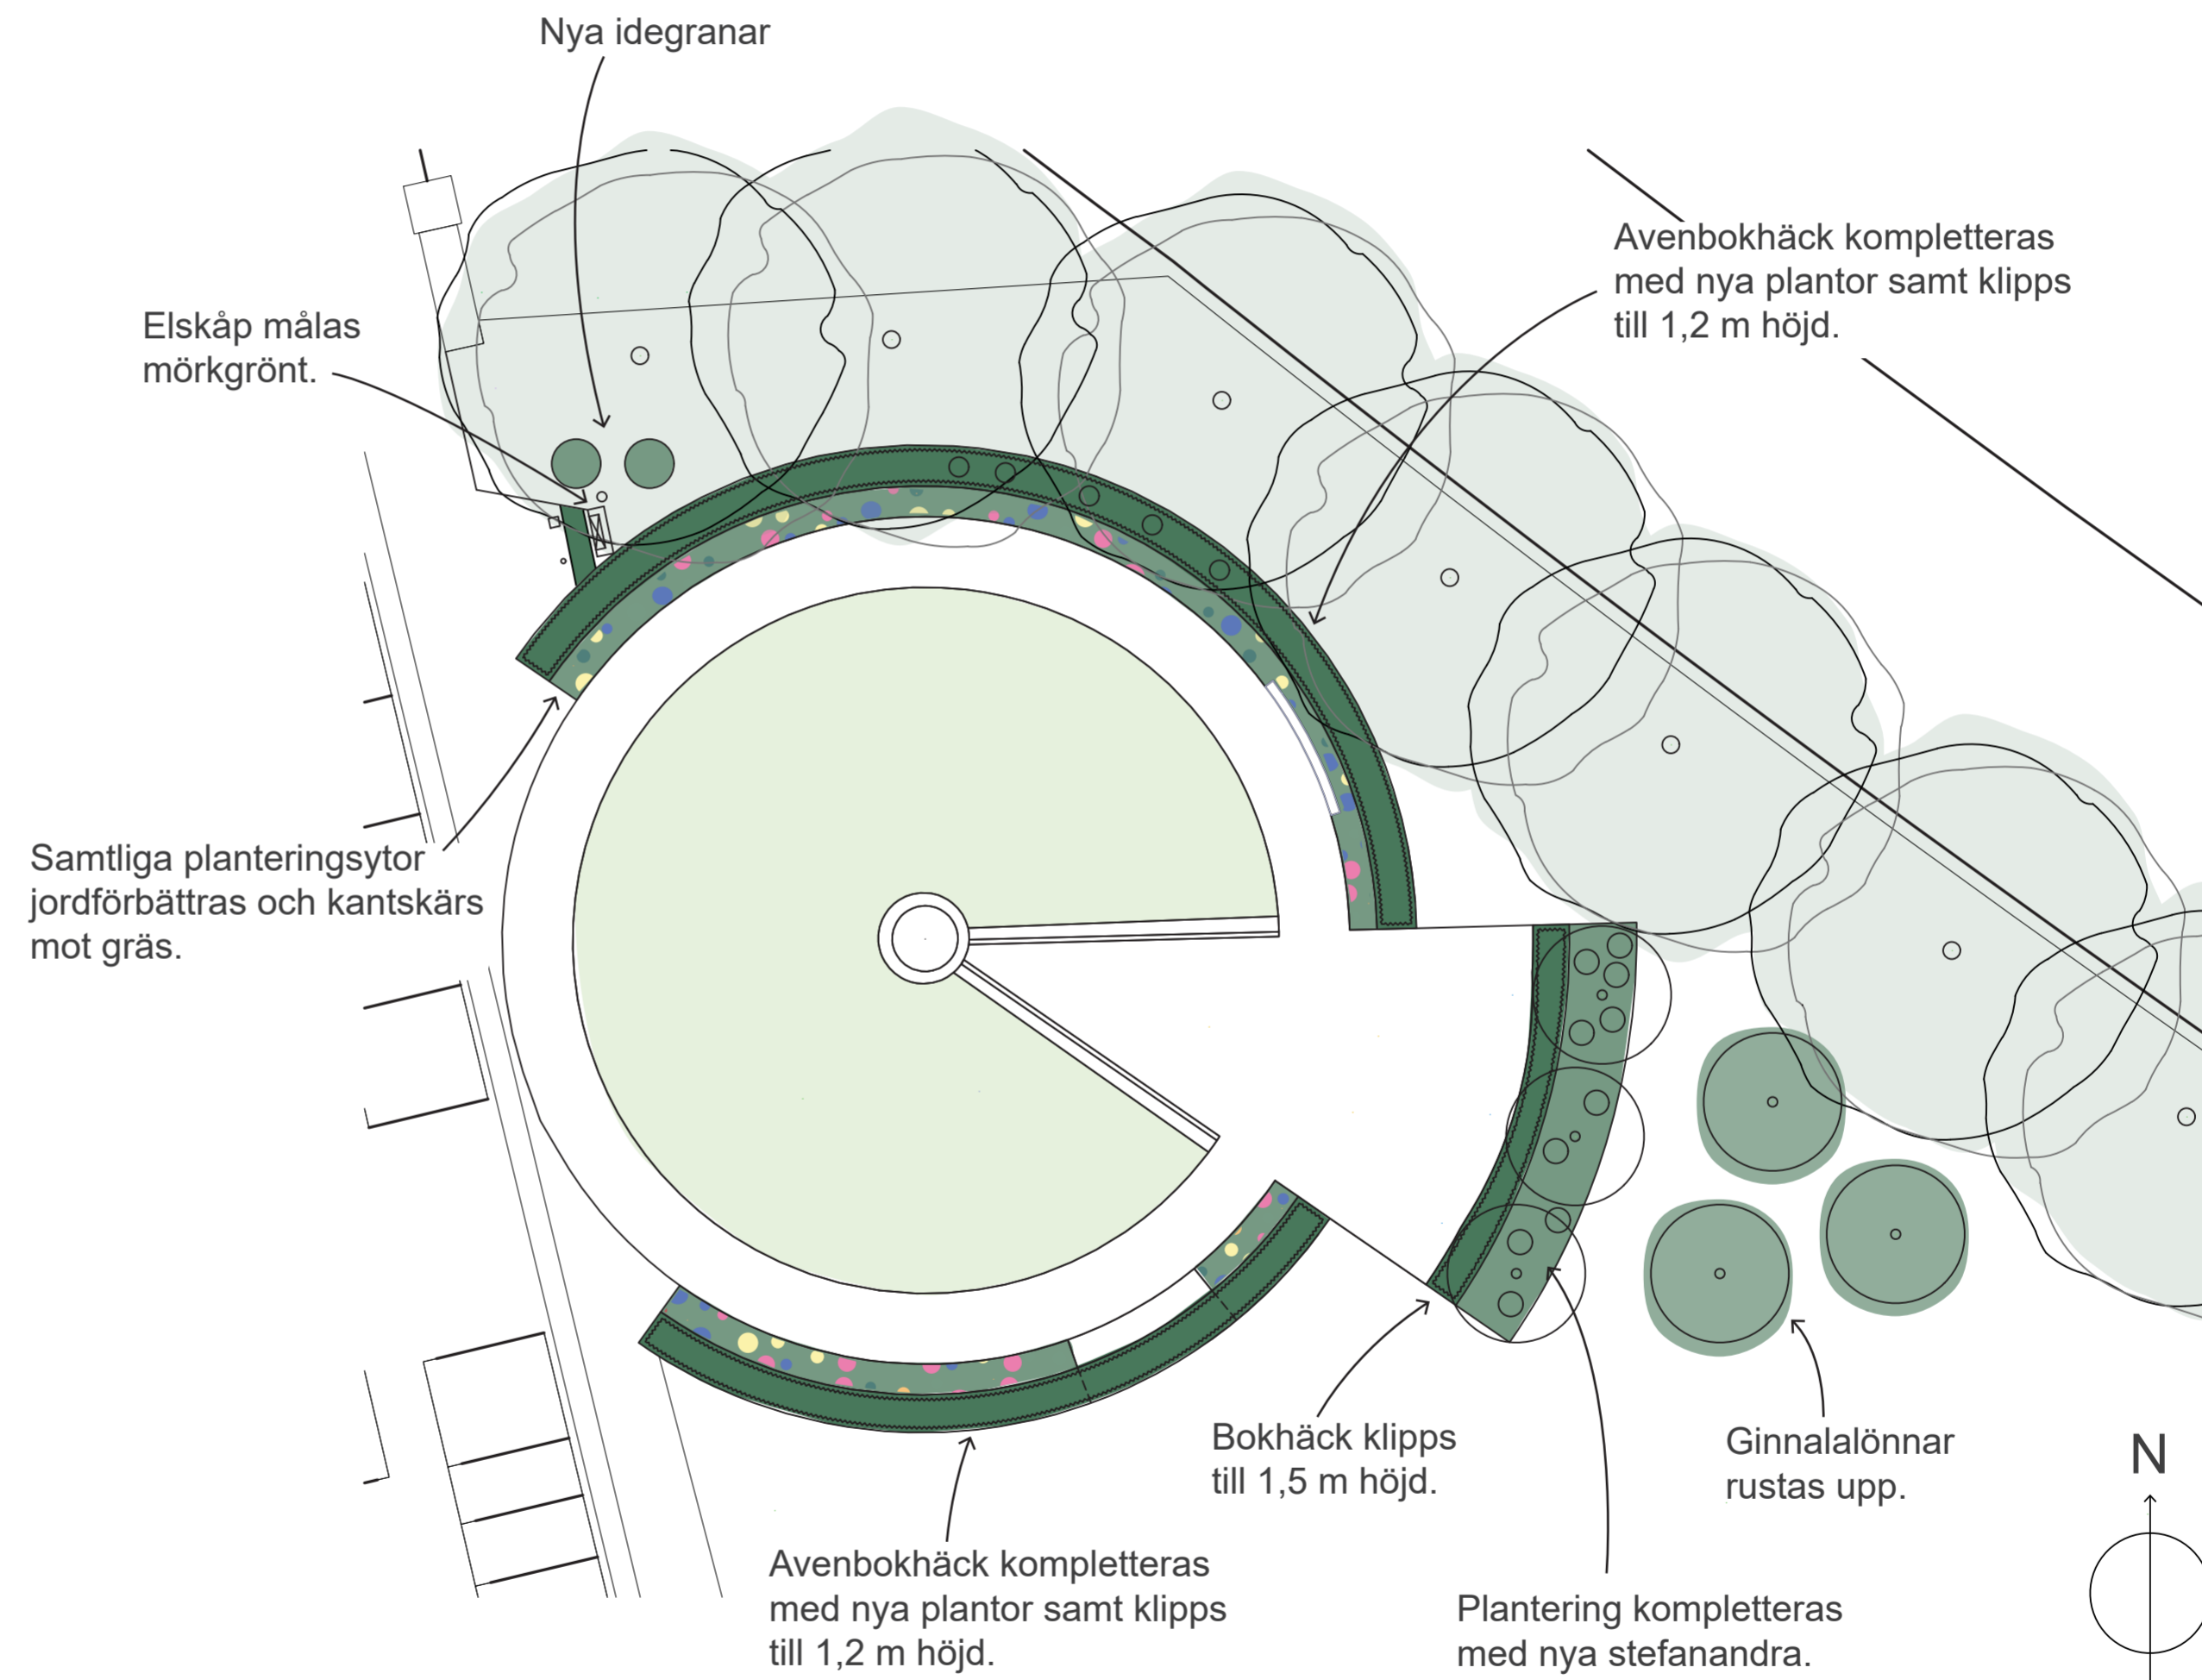 Nya idegranar
Avenbokhäck kompletteras
med nya plantor samt klipps
till 1,2 m höjd.
Elskåp målas
mörkgrönt.
Samtliga planteringsytor
jordförbättras och kantskärs
mot gräs.
Bokhäck klipps
till 1,5 m höjd.
Ginnalalönnar
rustas upp.
N
Avenbokhäck kompletteras
med nya plantor samt klipps
till 1,2 m höjd.
Plantering kompletteras
med nya stefanandra.